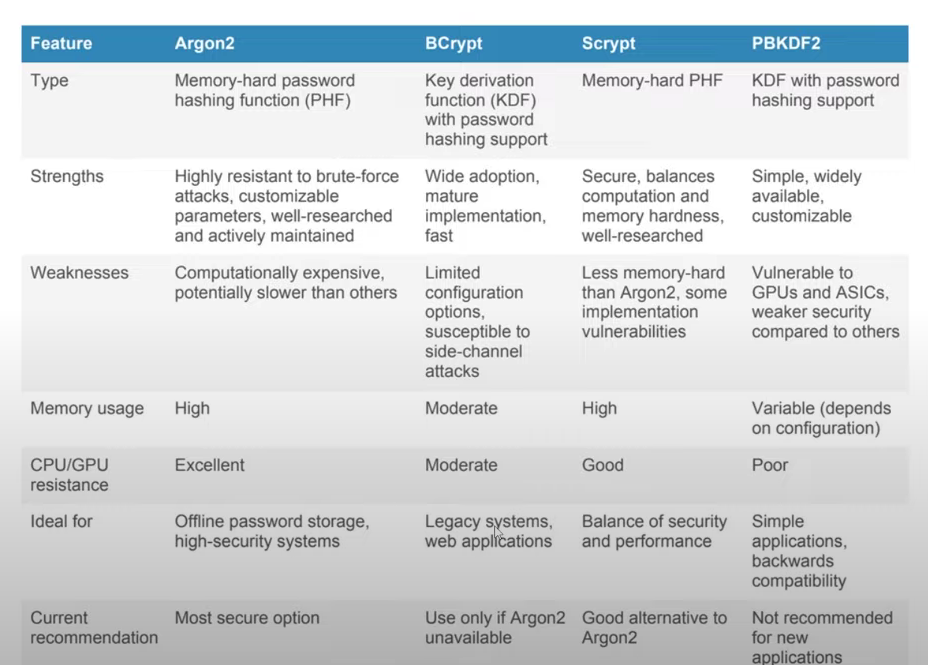 Feature Argon2 BCrypt Scrypt PBKDF2
Type
Memory-hard password
hashing function (PHF)
Key derivation
function (KDF)
with password
hashing support
Memory-hard PHF
KDF with password
hashing support
Strengths
Highly resistant to brute-force
attacks, customizable
parameters, well-researched
and actively maintained
Wide adoption,
mature
implementation,
fast
Secure, balances
computation and
memory hardness,
well-researched
Simple, widely
available,
customizable
Weaknesses
Computationally expensive,
potentially slower than others
Limited
configuration
options,
susceptible to
side-channel
attacks
Less memory-hard
than Argon2, some
implementation
vulnerabilities
Vulnerable to
GPUs and ASICs,
weaker security
compared to others
Memory usage
High
Moderate
High
Variable (depends
on configuration)
CPU/GPU
resistance
Excellent
Moderate
Good
Poor
Ideal for
Offline password storage,
high-security systems
Legacy systems,
web applications
Balance of security
and performance
Simple
applications,
backwards
compatibility
Current
recommendation
Most secure option
Use only if Argon2
unavailable
Good alternative to
Argon2
Not recommended
for new
applications